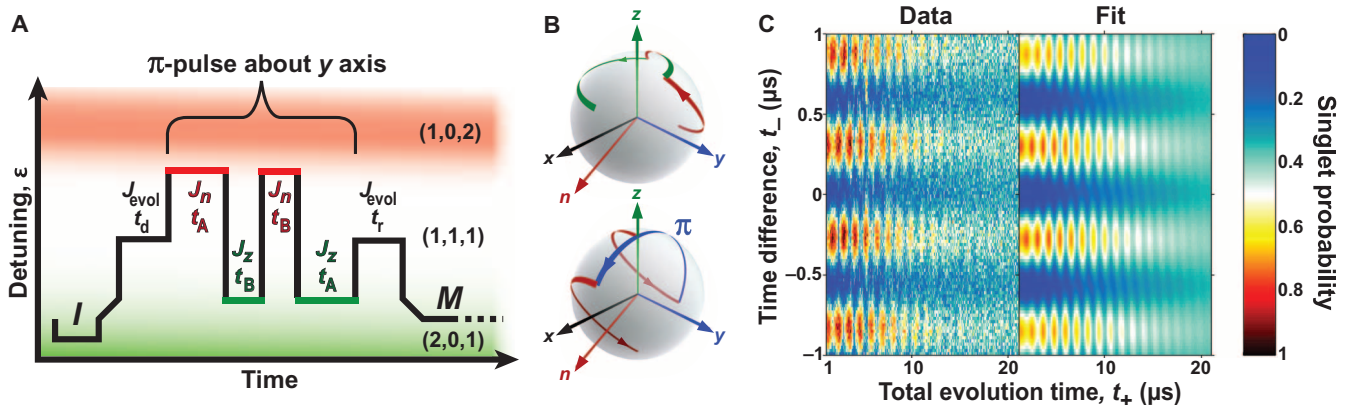 A
π-pulse about y axis
Detuning, ε
(1,0,2)
J_evol t_d
J_n t_A
J_n t_B
J_evol t_r
(1,1,1)
J_z t_B
J_z t_A
I
M
(2,0,1)
Time
B
z
x
y
n
z
π
x
y
n
C
Data
Fit
Time difference, t_− (µs)
1
0.5
0
−0.5
−1
1
10
20
10
20
Total evolution time, t_+ (µs)
0
0.2
0.4
0.6
0.8
1
Singlet probability